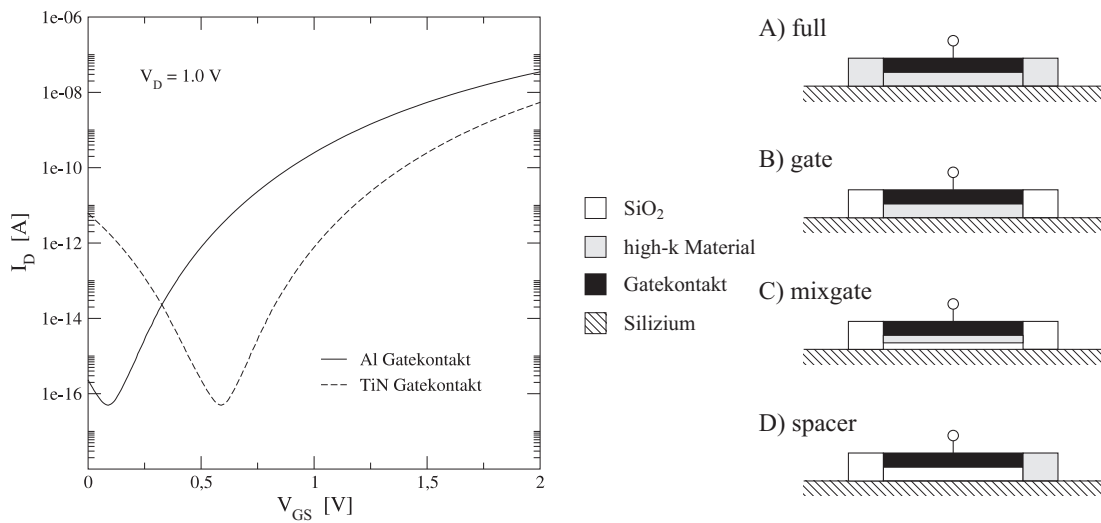 1e-06
1e-08
1e-10
1e-12
1e-14
1e-16
I_D [A]
V_D = 1.0 V
Al Gatekontakt
TiN Gatekontakt
0
0,5
1
1,5
2
V_GS [V]
SiO₂
high-k Material
Gatekontakt
Silizium
A) full
B) gate
C) mixgate
D) spacer